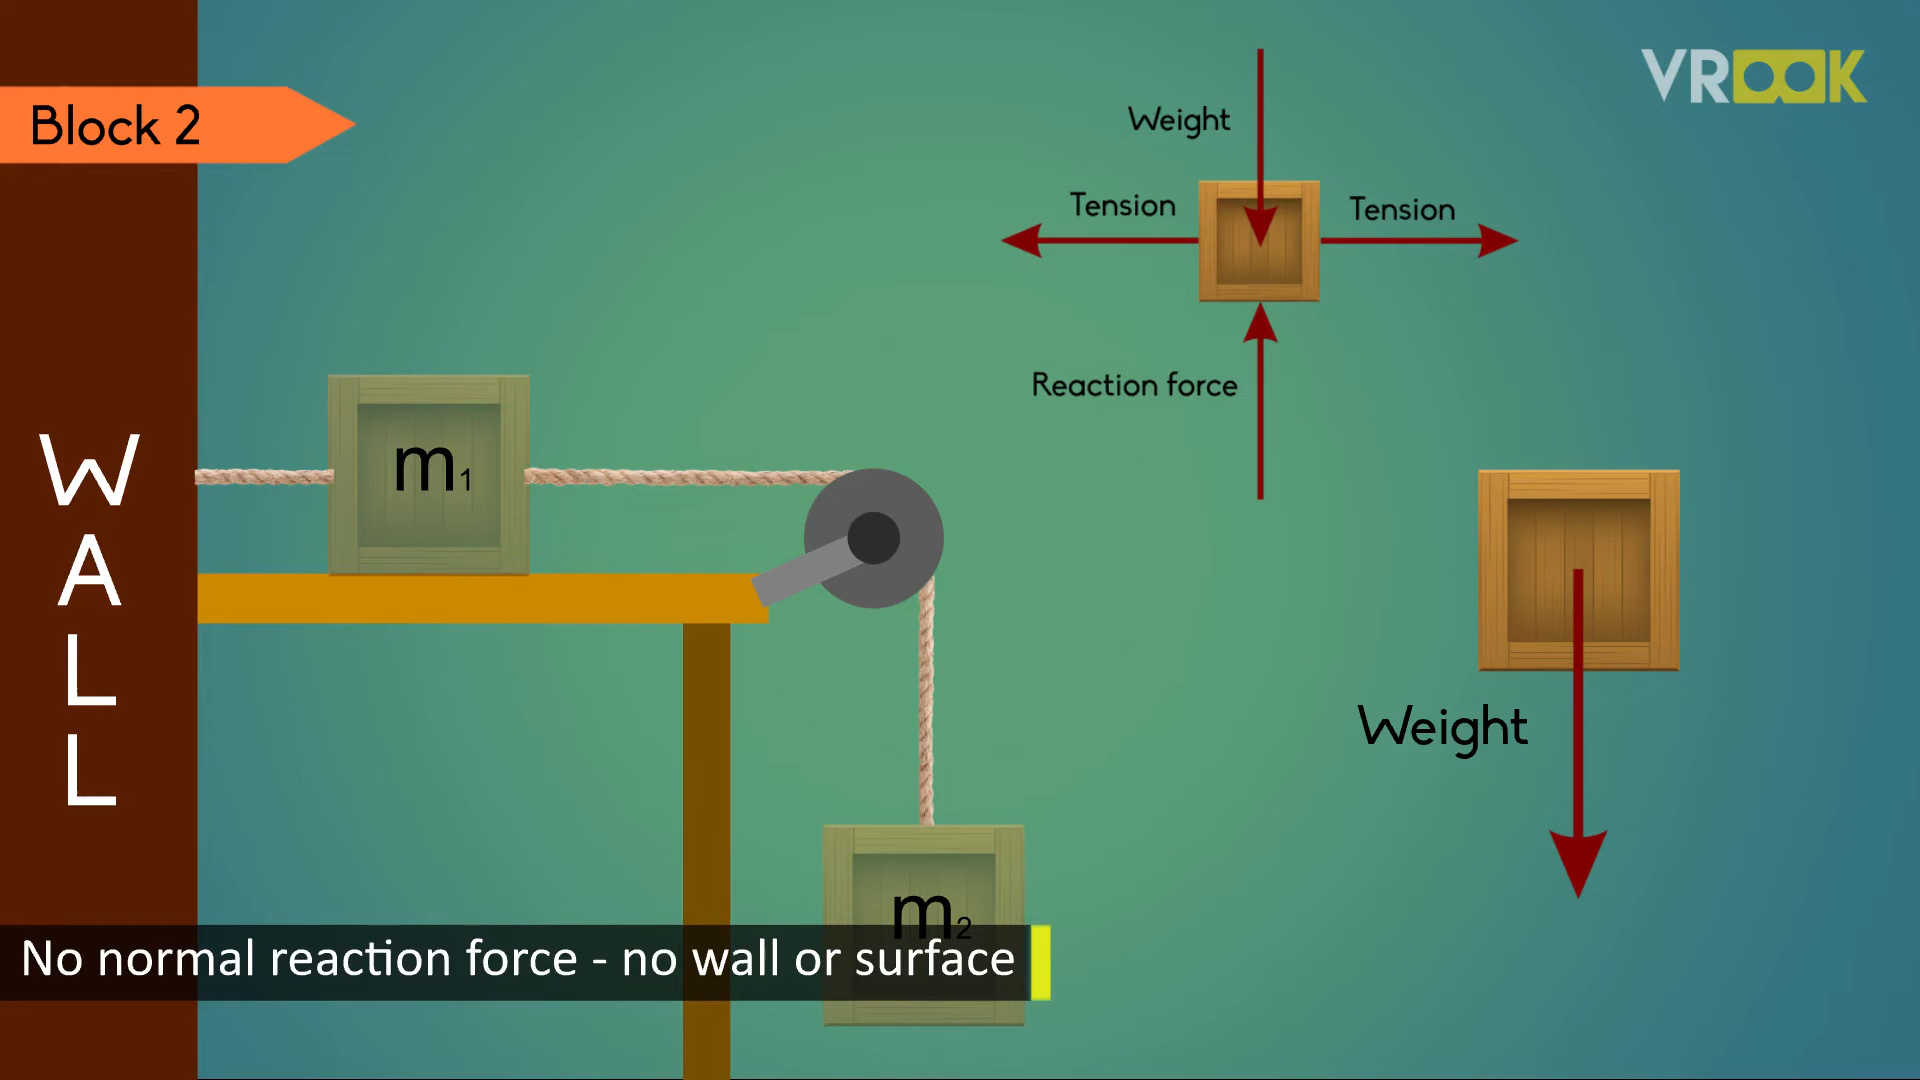 VROOK
Block 2
Weight
Tension
Tension
Reaction force
WALL
m₁
Weight
m₂
No normal reaction force - no wall or surface